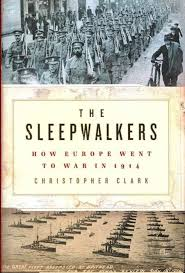 THE
SLEEPWALKERS
HOW EUROPE WENT
TO WAR IN 1914
CHRISTOPHER CLARK